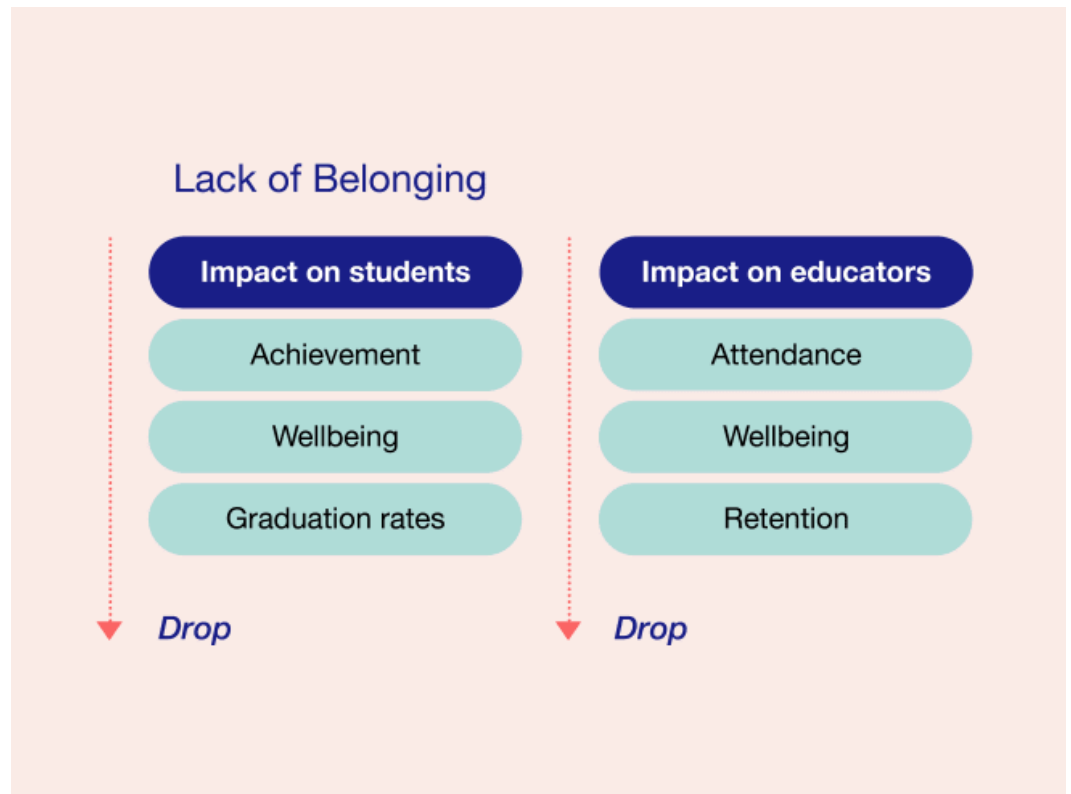 Lack of Belonging
Impact on students
Achievement
Wellbeing
Graduation rates
Drop
Impact on educators
Attendance
Wellbeing
Retention
Drop